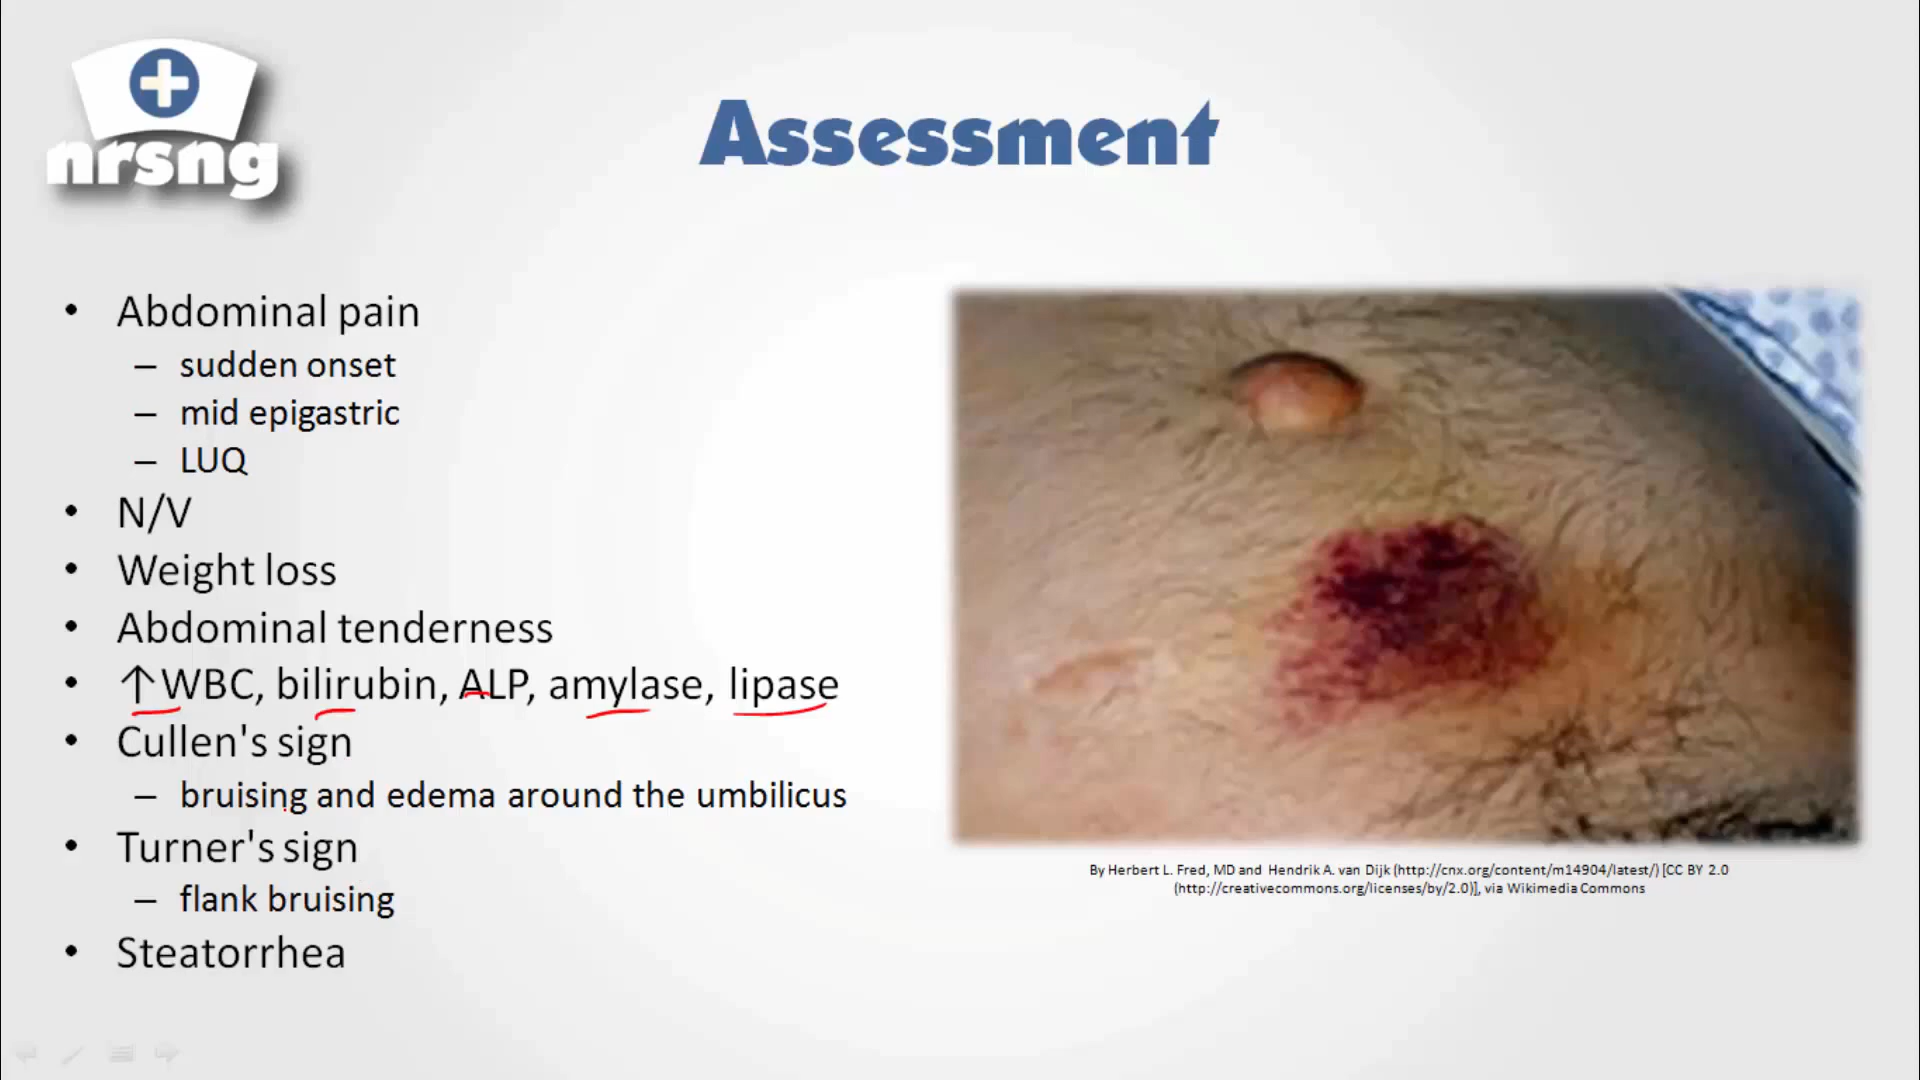 nrsng
Assessment
• Abdominal pain
– sudden onset
– mid epigastric
– LUQ
• N/V
• Weight loss
• Abdominal tenderness
• ↑WBC, bilirubin, ALP, amylase, lipase
• Cullen's sign
– bruising and edema around the umbilicus
• Turner's sign
– flank bruising
• Steatorrhea
By Herbert L. Fred, MD and Hendrik A. van Dijk (http://cnx.org/content/m14904/latest/) [CC BY 2.0
(http://creativecommons.org/licenses/by/2.0)], via Wikimedia Commons